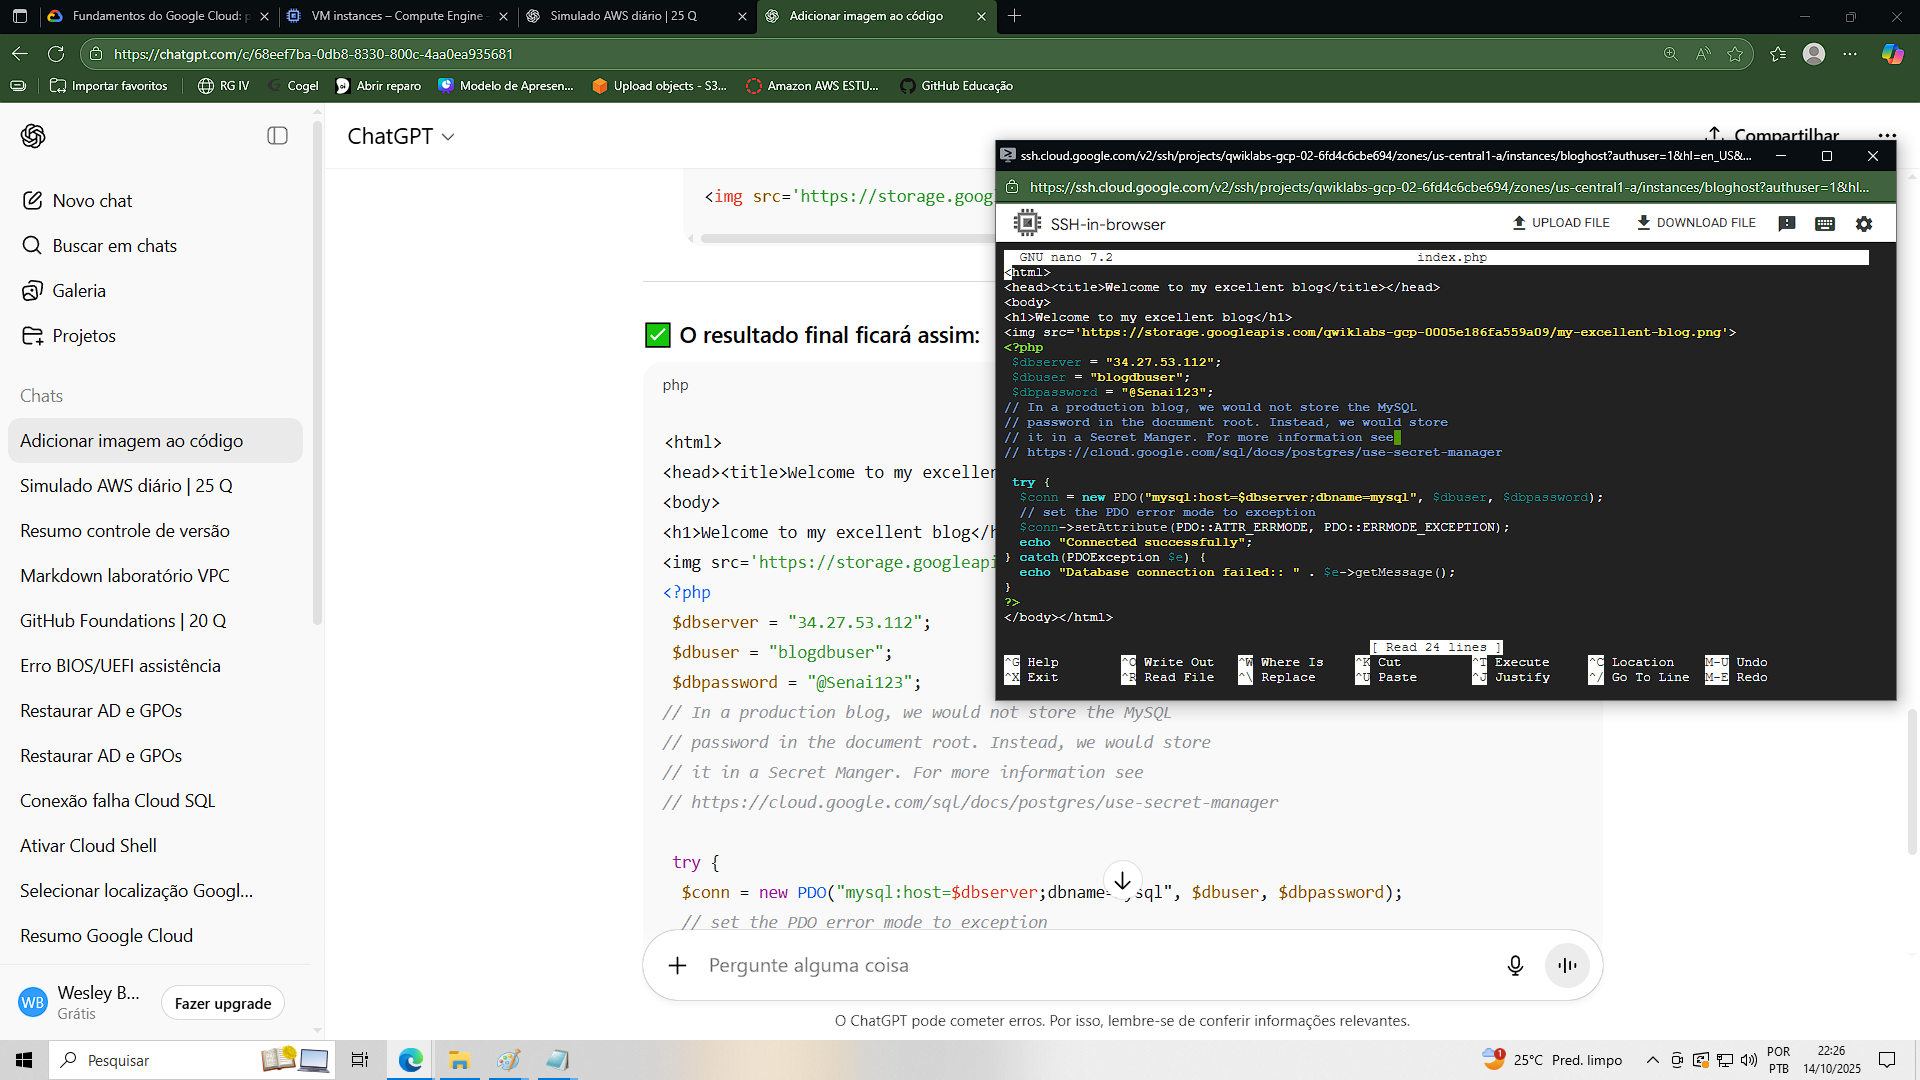 Fundamentos do Google Cloud: p
VM instances – Compute Engine –
Simulado AWS diário | 25 Q
Adicionar imagem ao código
https://chatgpt.com/c/68eef7ba-0db8-8330-800c-4aa0ea935681
Importar favoritos
RG IV
Cogel
Abrir reparo
Modelo de Apresen...
Upload objects - S3...
Amazon AWS ESTU...
GitHub Educação
ChatGPT
Compartilhar
Novo chat
Buscar em chats
Galeria
Projetos
Chats
Adicionar imagem ao código
Simulado AWS diário | 25 Q
Resumo controle de versão
Markdown laboratório VPC
GitHub Foundations | 20 Q
Erro BIOS/UEFI assistência
Restaurar AD e GPOs
Restaurar AD e GPOs
Conexão falha Cloud SQL
Ativar Cloud Shell
Selecionar localização Googl...
Resumo Google Cloud
WB
Wesley B...
Grátis
Fazer upgrade
<img src='https://storage.goog
O resultado final ficará assim:
php
<html>
<head><title>Welcome to my excellen
<body>
<h1>Welcome to my excellent blog</h
<img src='https://storage.googleapi
<?php
$dbserver = "34.27.53.112";
$dbuser = "blogdbuser";
$dbpassword = "@Senai123";
// In a production blog, we would not store the MySQL
// password in the document root. Instead, we would store
// it in a Secret Manger. For more information see
// https://cloud.google.com/sql/docs/postgres/use-secret-manager
try {
$conn = new PDO("mysql:host=$dbserver;dbname=mysql", $dbuser, $dbpassword);
// set the PDO error mode to exception
Pergunte alguma coisa
O ChatGPT pode cometer erros. Por isso, lembre-se de conferir informações relevantes.
ssh.cloud.google.com/v2/ssh/projects/qwiklabs-gcp-02-6fd4c6cbe694/zones/us-central1-a/instances/bloghost?authuser=1&hl=en_US&...
https://ssh.cloud.google.com/v2/ssh/projects/qwiklabs-gcp-02-6fd4c6cbe694/zones/us-central1-a/instances/bloghost?authuser=1&hl...
SSH-in-browser
UPLOAD FILE
DOWNLOAD FILE
GNU nano 7.2 index.php
<html>
<head><title>Welcome to my excellent blog</title></head>
<body>
<h1>Welcome to my excellent blog</h1>
<img src='https://storage.googleapis.com/qwiklabs-gcp-0005e186fa559a09/my-excellent-blog.png'>
<?php
$dbserver = "34.27.53.112";
$dbuser = "blogdbuser";
$dbpassword = "@Senai123";
// In a production blog, we would not store the MySQL
// password in the document root. Instead, we would store
// it in a Secret Manger. For more information see
// https://cloud.google.com/sql/docs/postgres/use-secret-manager
try {
$conn = new PDO("mysql:host=$dbserver;dbname=mysql", $dbuser, $dbpassword);
// set the PDO error mode to exception
$conn->setAttribute(PDO::ATTR_ERRMODE, PDO::ERRMODE_EXCEPTION);
echo "Connected successfully";
} catch(PDOException $e) {
echo "Database connection failed:: " . $e->getMessage();
}
?>
</body></html>
[ Read 24 lines ]
^G Help ^O Write Out ^W Where Is ^K Cut ^T Execute ^C Location M-U Undo
^X Exit ^R Read File ^\ Replace ^U Paste ^J Justify ^/ Go To Line M-E Redo
Pesquisar
1
25°C Pred. limpo
POR
PTB
22:26
14/10/2025